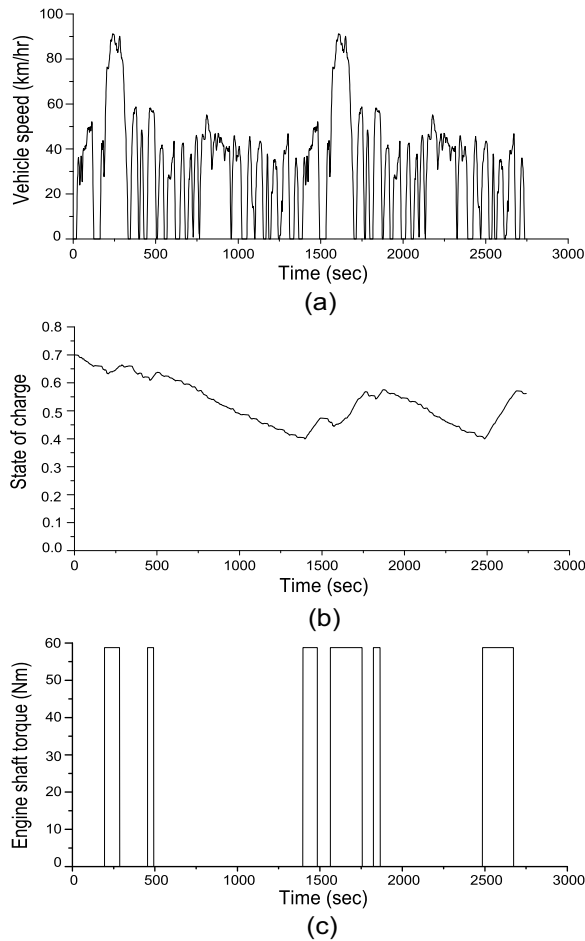 100
80
60
40
20
0
Vehicle speed (km/hr)
0 500 1000 1500 2000 2500 3000
Time (sec)
(a)
0.8
0.7
0.6
0.5
0.4
0.3
0.2
0.1
0.0
State of charge
0 500 1000 1500 2000 2500 3000
Time (sec)
(b)
60
50
40
30
20
10
0
Engine shaft torque (Nm)
0 500 1000 1500 2000 2500 3000
Time (sec)
(c)